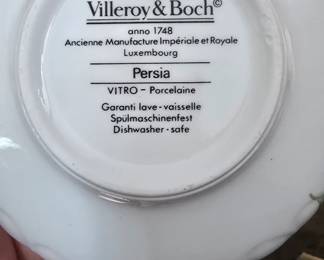 Villeroy & Boch©
anno 1748
Ancienne Manufacture Impériale et Royale
Luxembourg
Persia
VITRO – Porcelaine
Garanti lave - vaisselle
Spülmaschinenfest
Dishwasher - safe